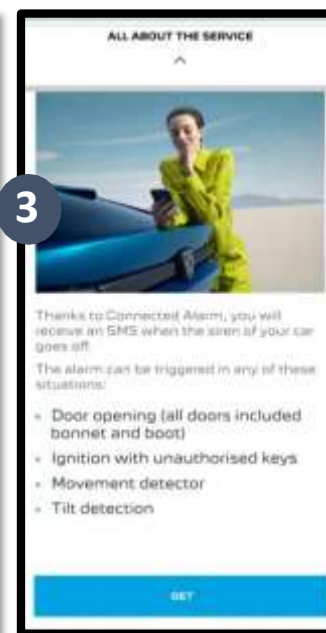 ALL ABOUT THE SERVICE
3
Thanks to Connected Alarm, you will
receive an SMS when the siren of your car
goes off.
The alarm can be triggered in any of these
situations:
Door opening (all doors included
bonnet and boot)
Ignition with unauthorised keys
Movement detector
Tilt detection
GET